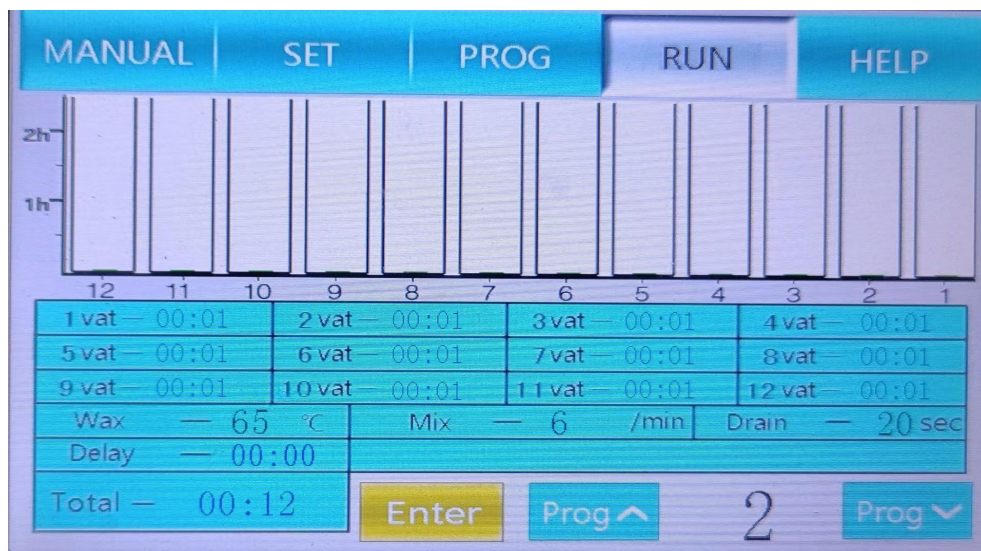 MANUAL SET PROG RUN HELP
2h
1h
12 11 10 9 8 7 6 5 4 3 2 1
1 vat — 00:01 2 vat — 00:01 3 vat — 00:01 4 vat — 00:01
5 vat — 00:01 6 vat — 00:01 7 vat — 00:01 8 vat — 00:01
9 vat — 00:01 10 vat — 00:01 11 vat — 00:01 12 vat — 00:01
Wax — 65 ℃ Mix — 6 /min Drain — 20 sec
Delay — 00:00
Total — 00:12 Enter Prog 2 Prog